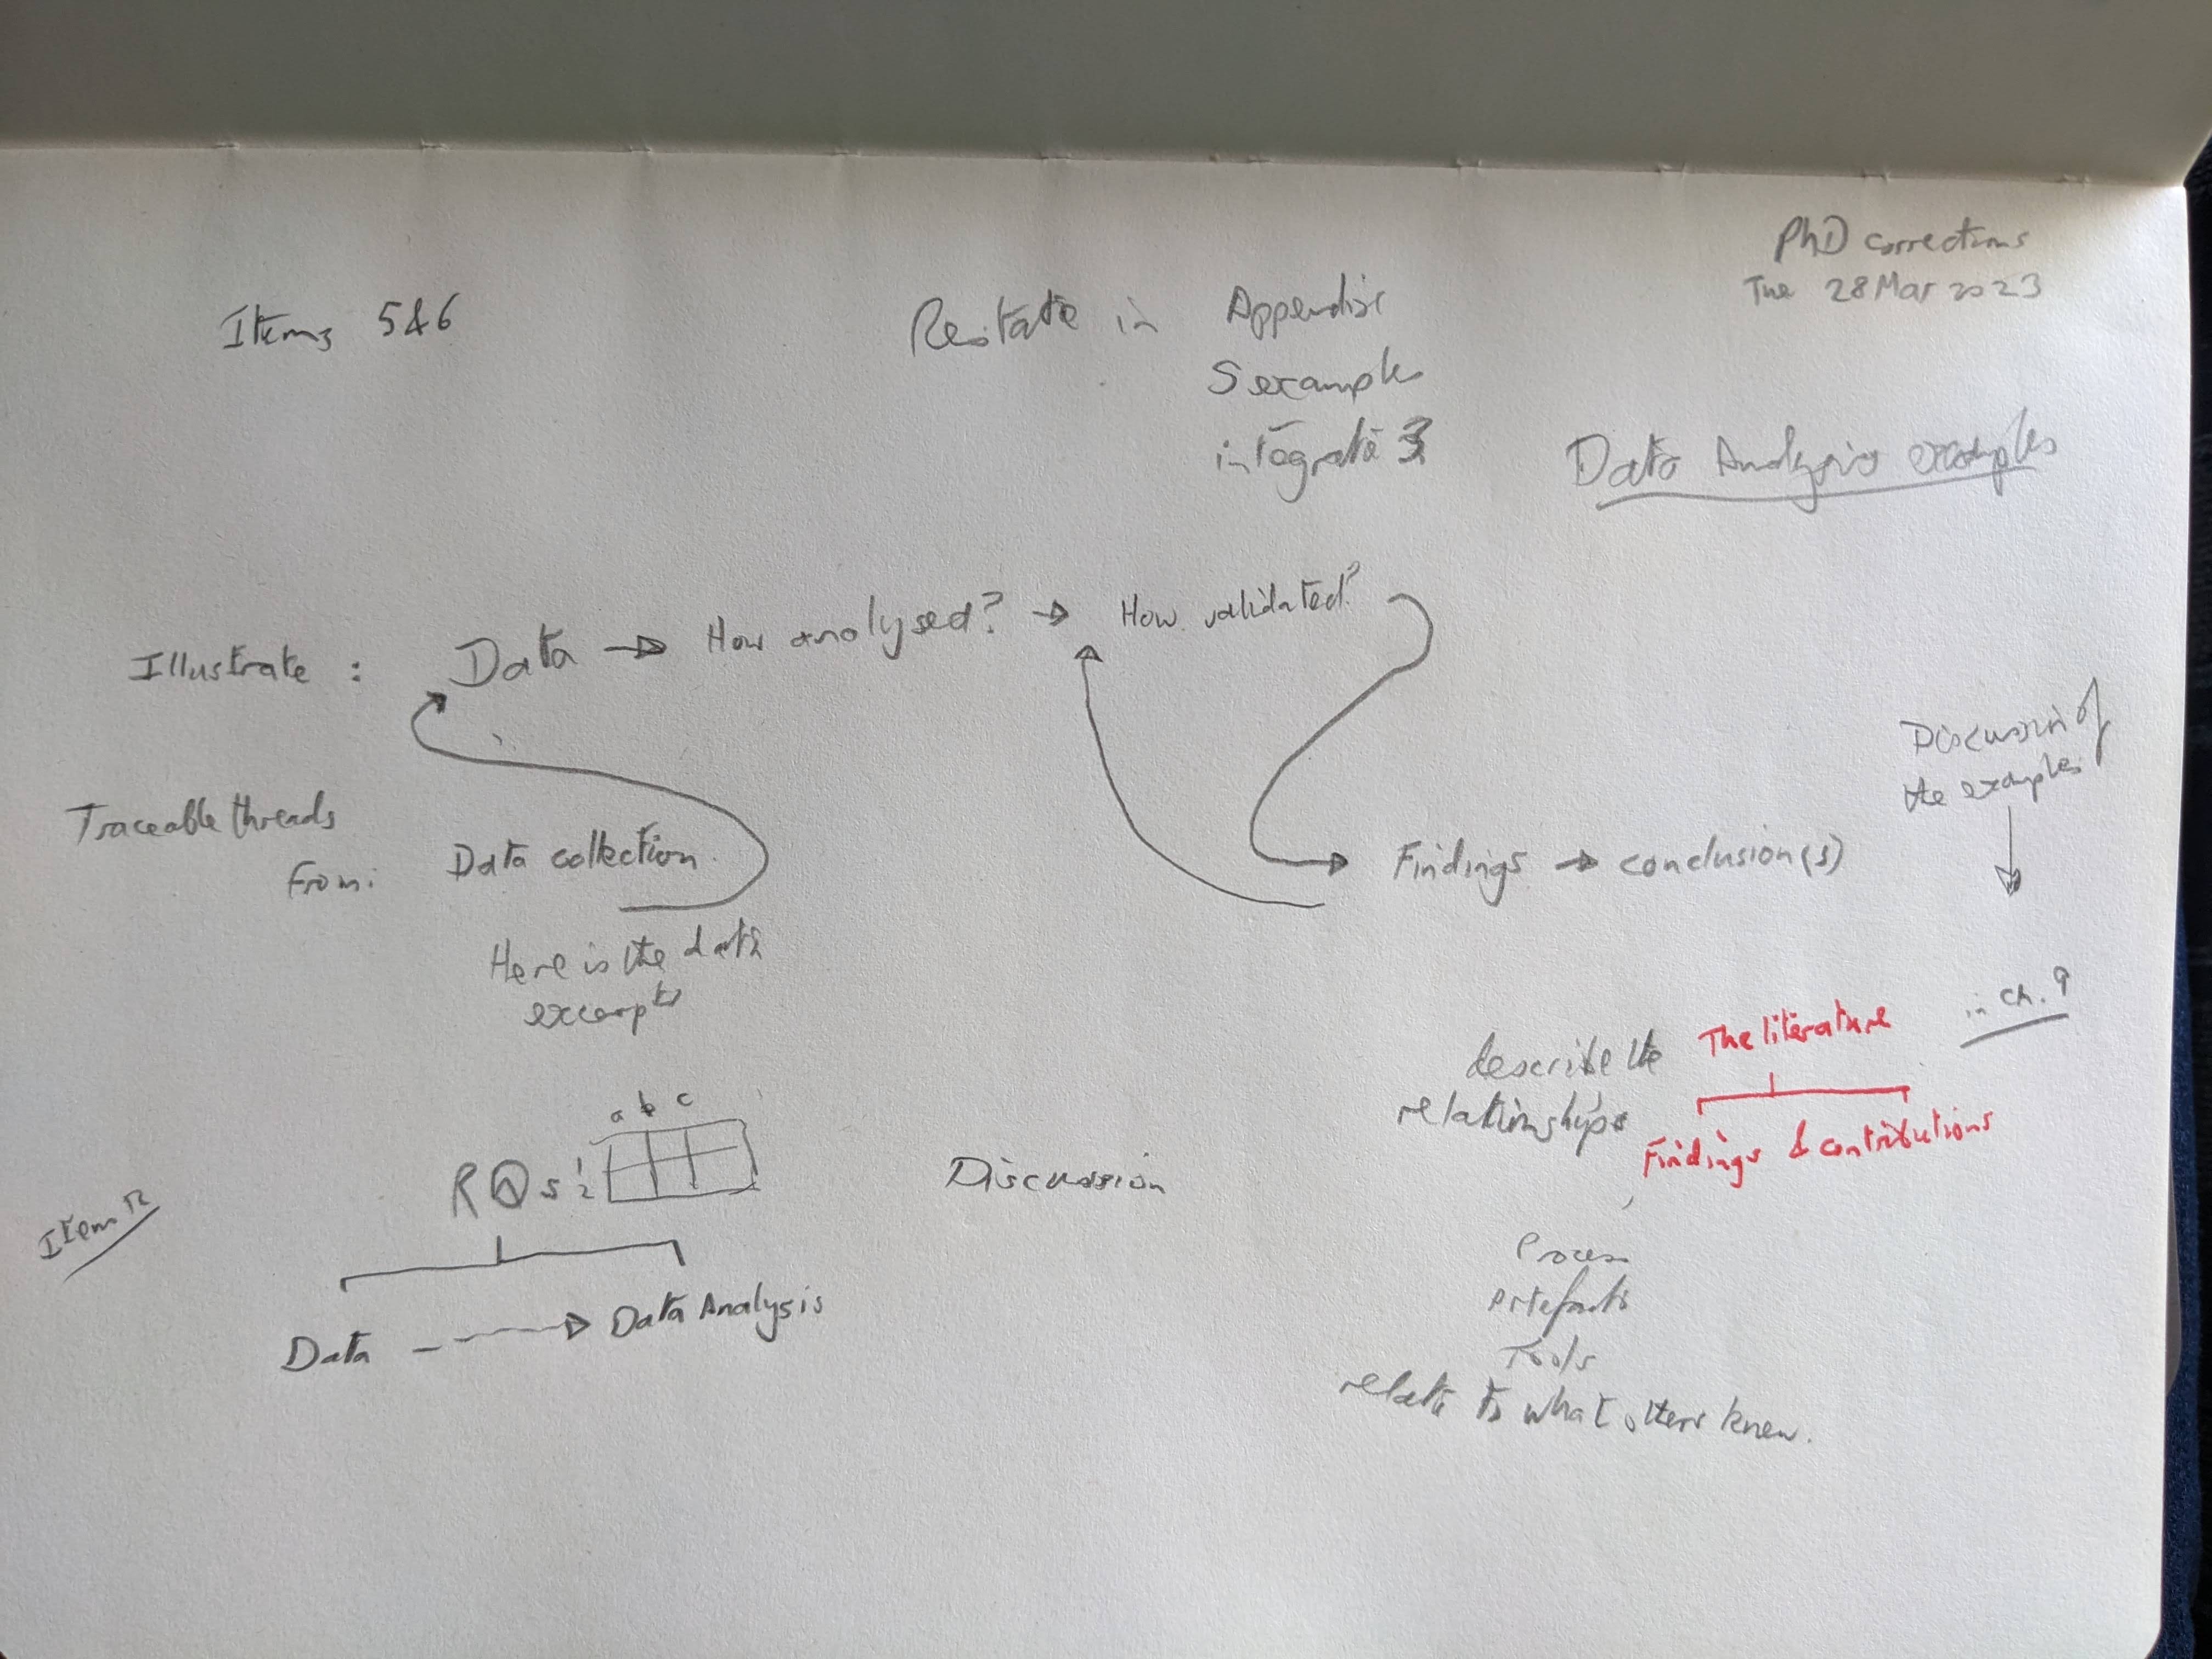 PhD corrections
Tue 28 Mar 2023
Items 5&6
Restate in Appendix
5 examples
integrate 3
Data Analysis examples
Illustrate : Data → How analysed? → How validated?
Discussion of
the examples
Traceable threads
From: Data collection
Findings → conclusion(s)
Here is the data
example
in Ch. 9
describe the
relationships
The literature
Findings & contributions
a b c
RQs 1
2
Discussion
Item 12
Data → Data Analysis
Process
Artefacts
Tools
relate to what others knew.